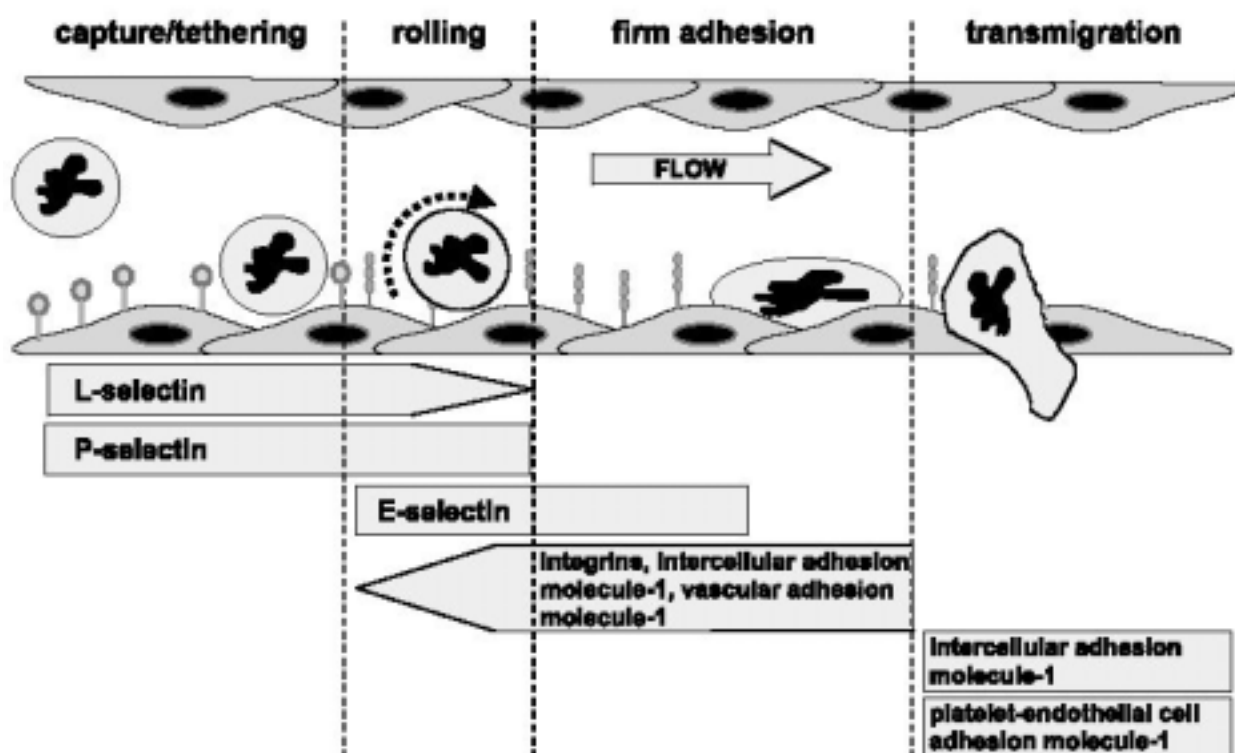 capture/tethering
rolling
firm adhesion
transmigration
FLOW
L-selectin
P-selectin
E-selectin
integrins, intercellular adhesion
molecule-1, vascular adhesion
molecule-1
intercellular adhesion
molecule-1
platelet-endothelial cell
adhesion molecule-1